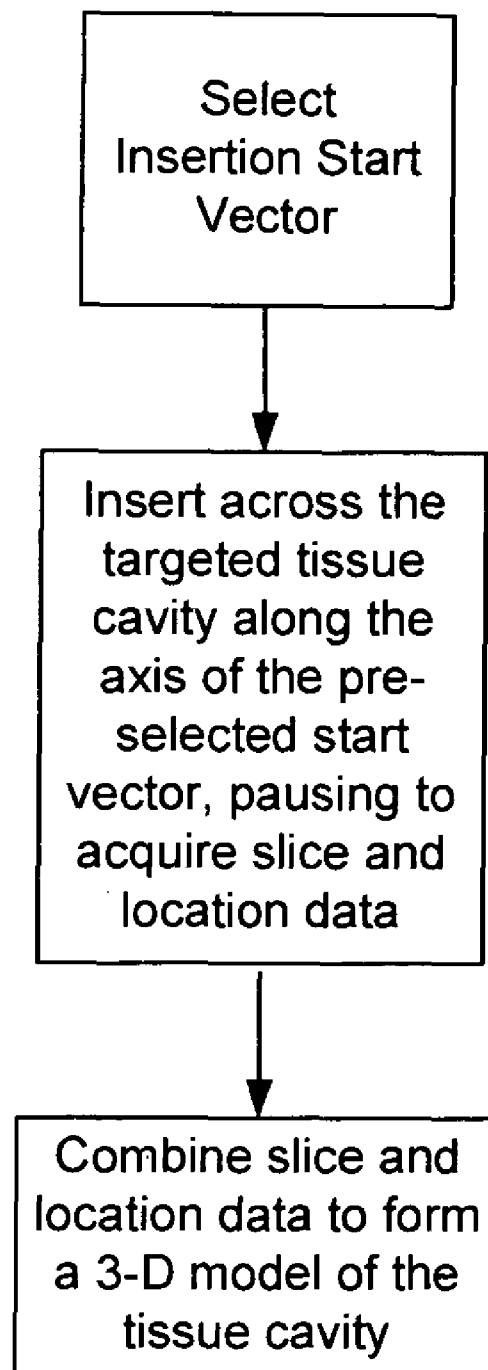 Select
Insertion Start
Vector
Insert across the
targeted tissue
cavity along the
axis of the pre-
selected start
vector, pausing to
acquire slice and
location data
Combine slice and
location data to form
a 3-D model of the
tissue cavity